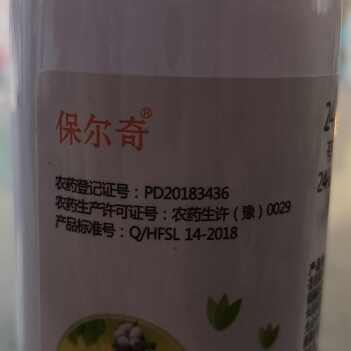 保尔奇®
农药登记证号：PD20183436
农药生产许可证号：农药生许（豫）0029
产品标准号：Q/HFSL 14-2018